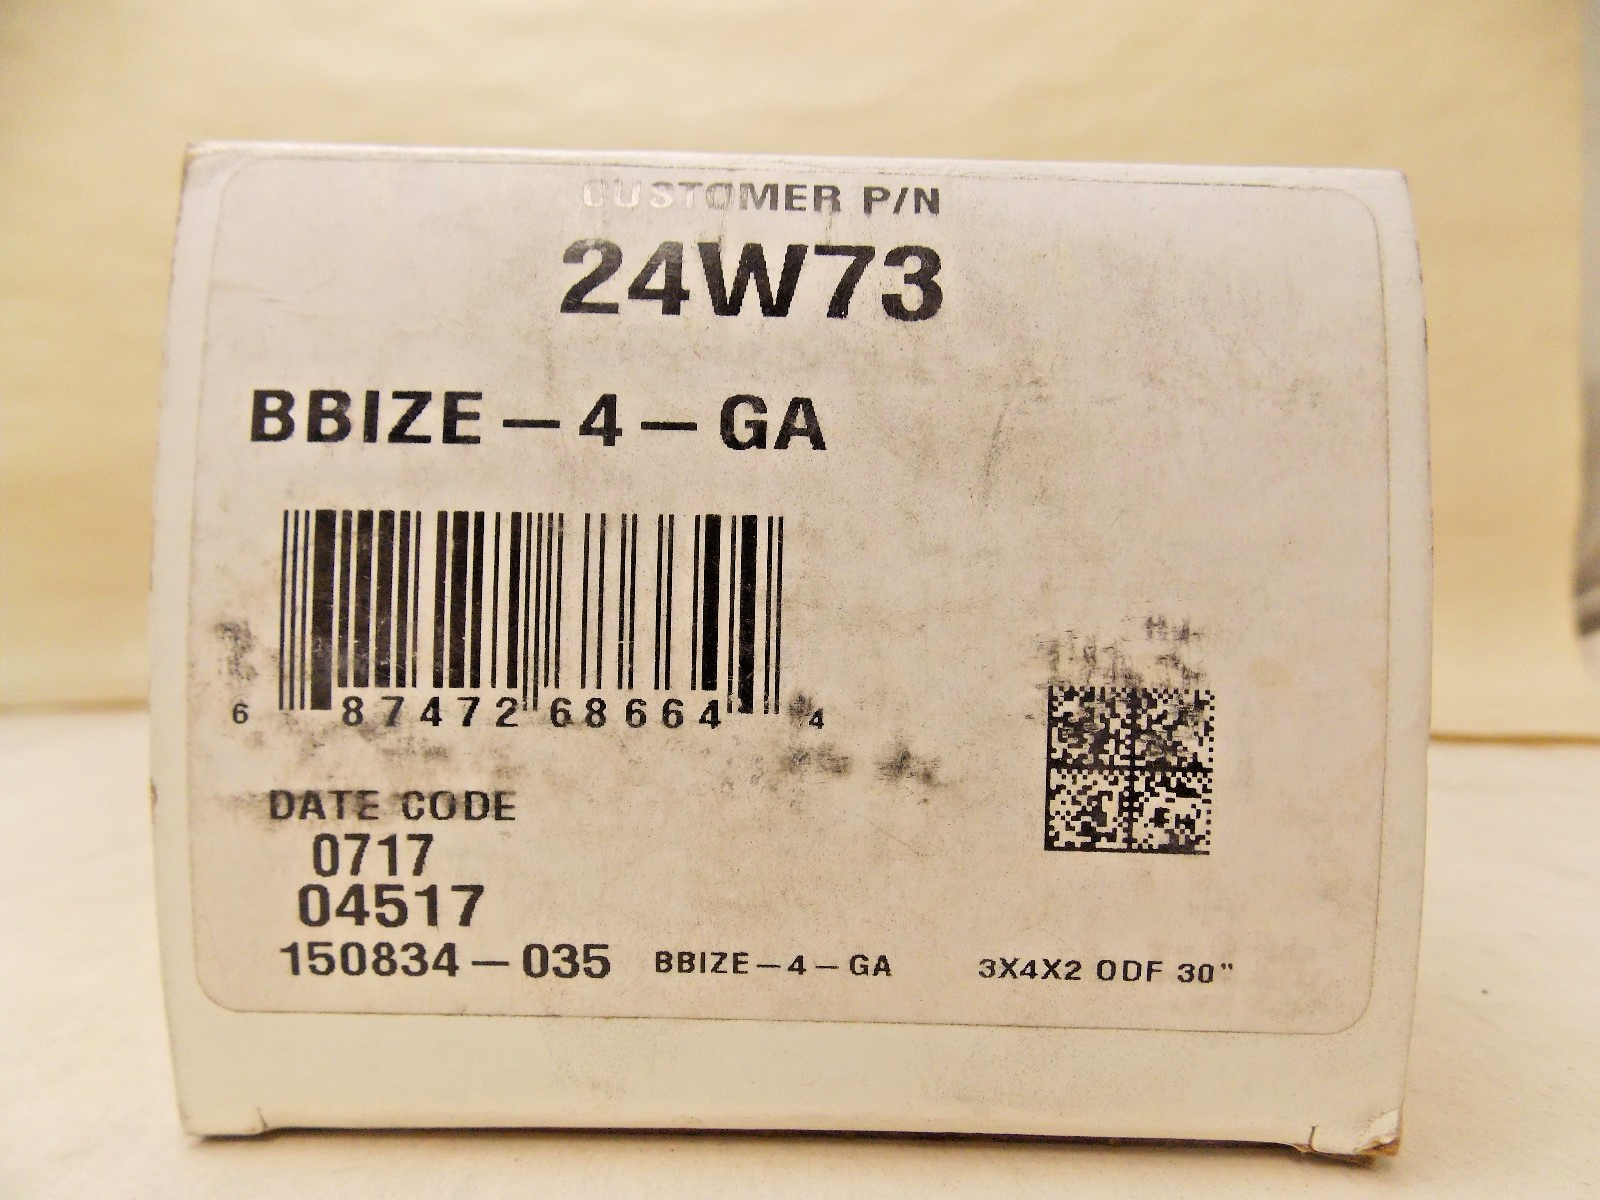 CUSTOMER P/N
24W73
BBIZE-4-GA
6 87472 68664 4
DATE CODE
0717
04517
150834-035 BBIZE-4-GA 3X4X2 ODF 30"